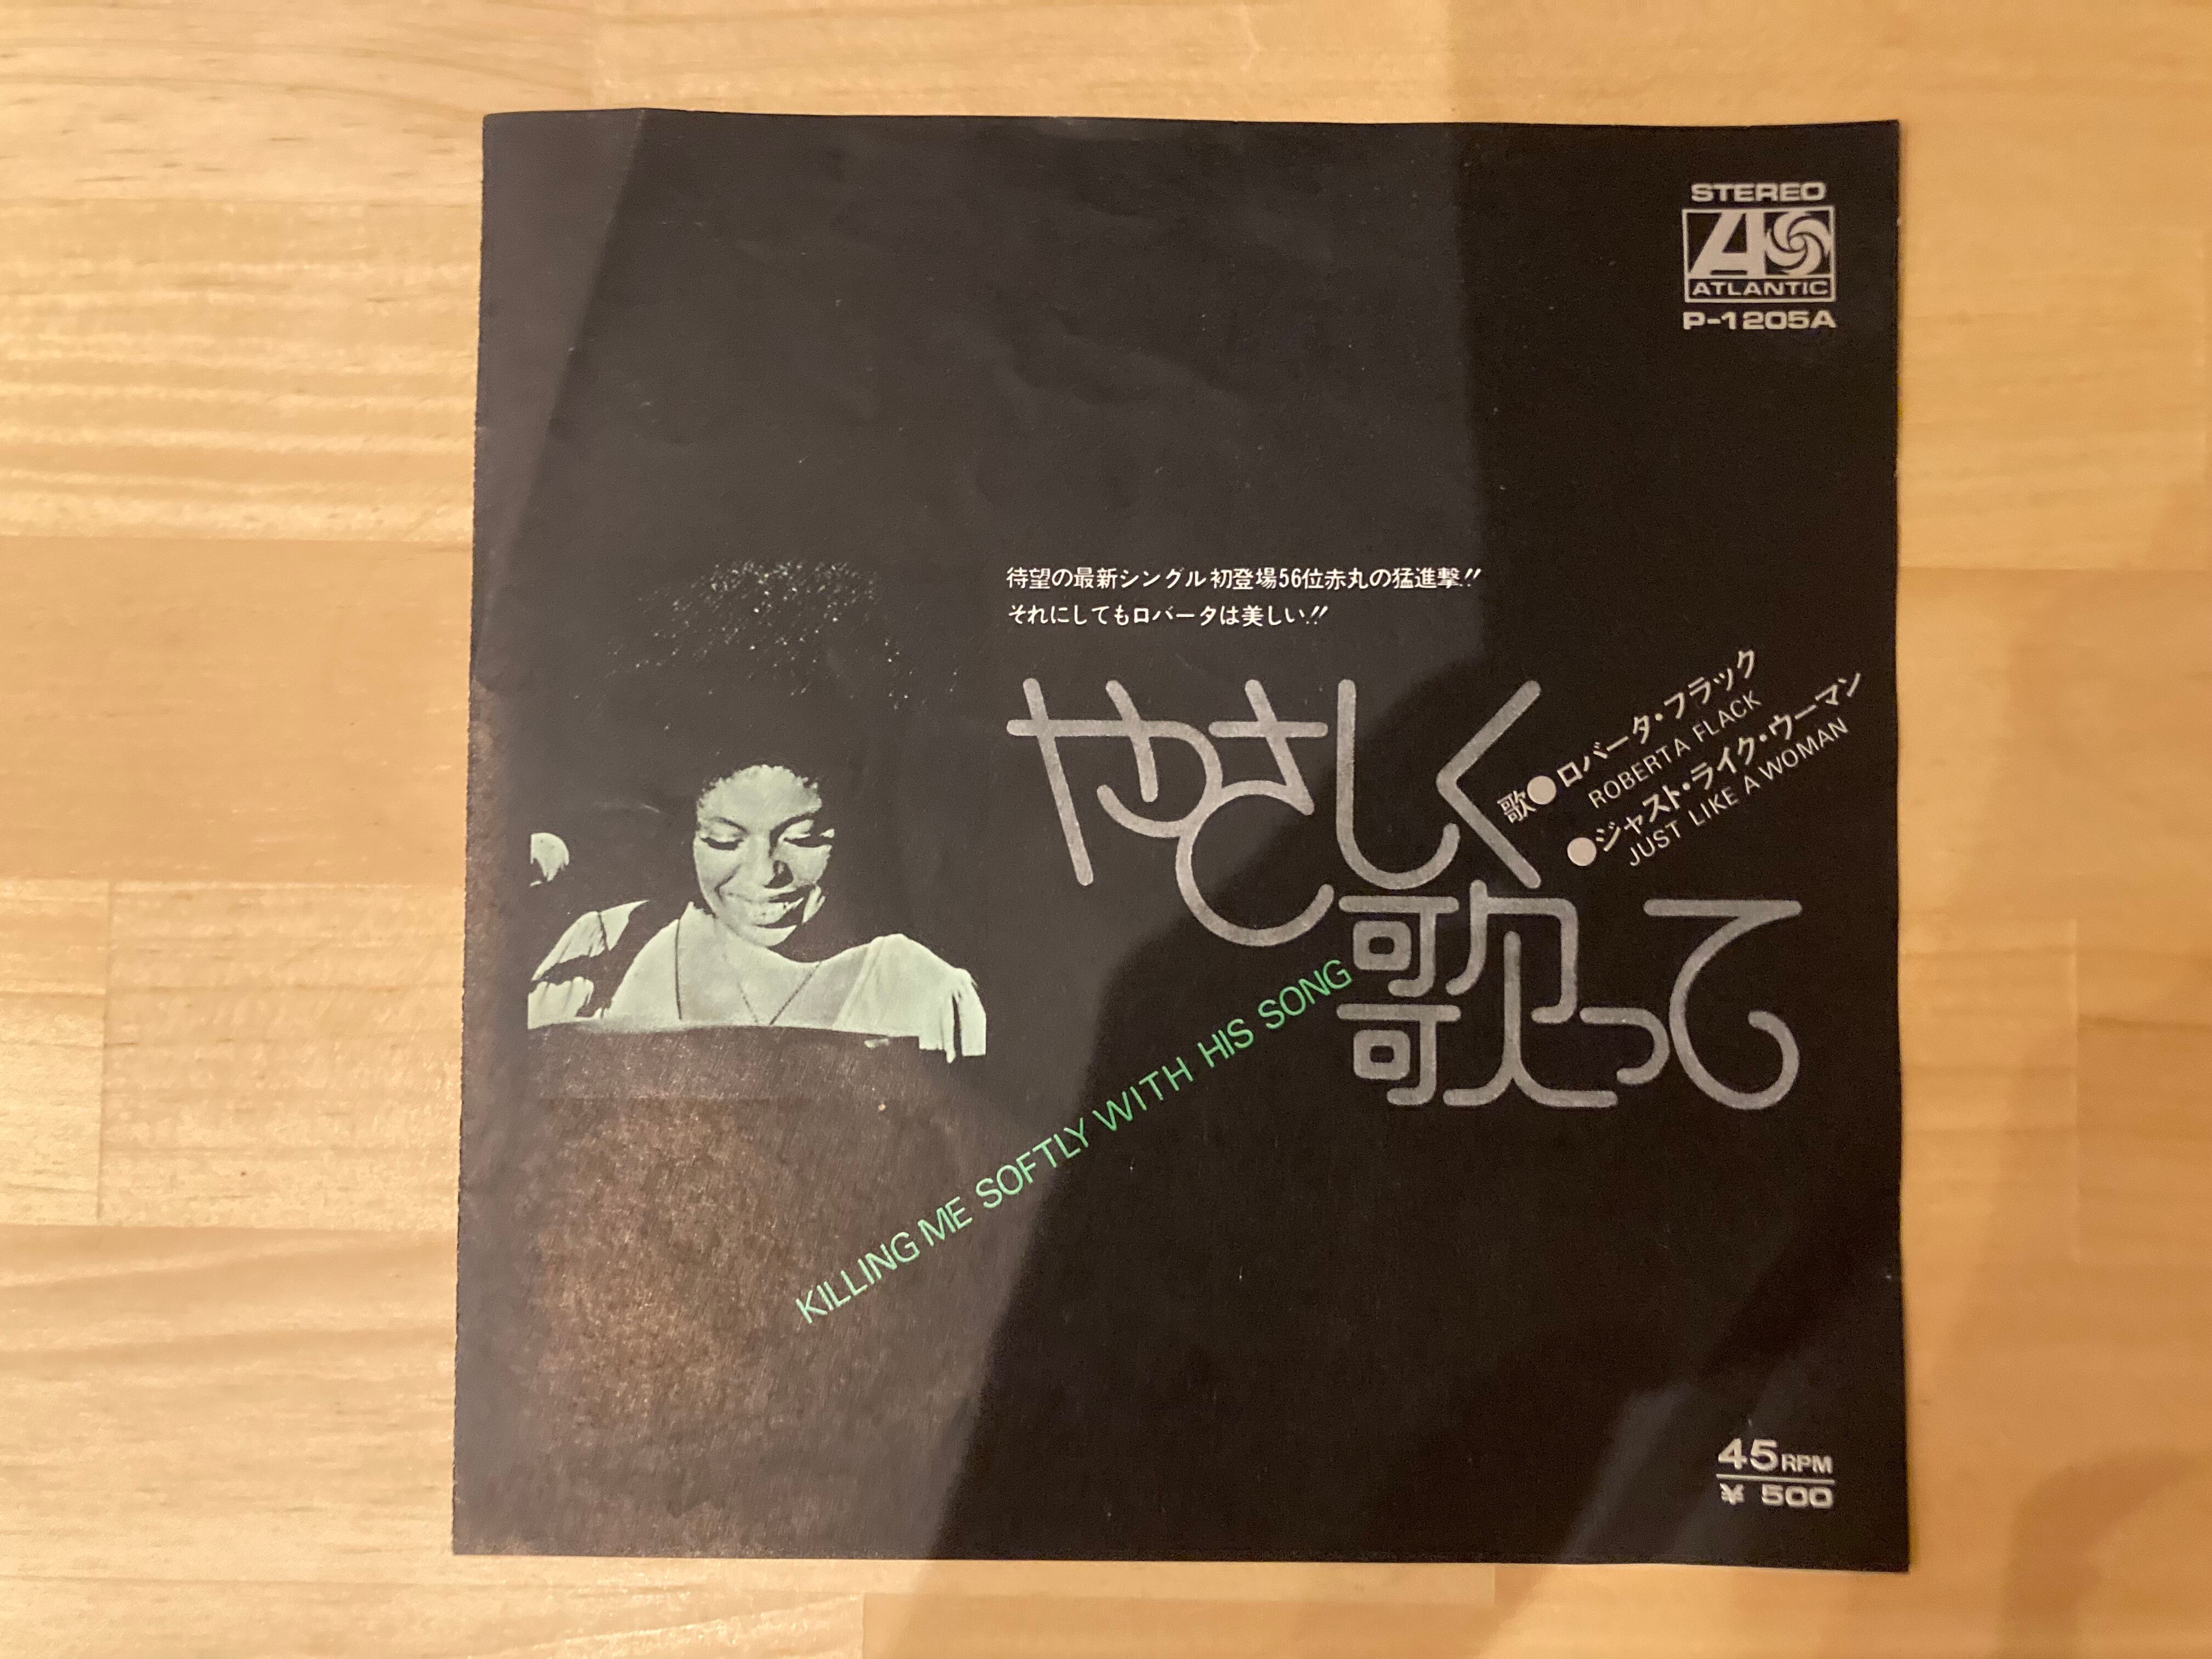 STEREO
ATLANTIC
P-1205A
待望の最新シングル初登場56位赤丸の猛進撃!!
それにしてもロバータは美しい!!
やさしく
歌って
歌●ロバータ・フラック
ROBERTA FLACK
●ジャスト・ライク・ウーマン
JUST LIKE A WOMAN
KILLING ME SOFTLY WITH HIS SONG
45RPM
¥ 500